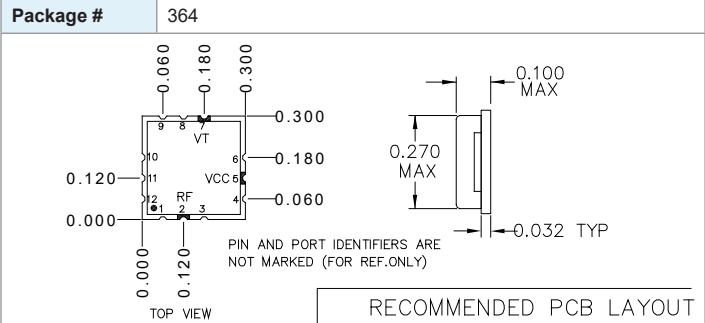 Package # 364
0.060
0.180
0.300
0.300
9 8 7
VT
10
6
0.180
0.120
11
VCC 5
RF
12
4
0.060
1 2 3
0.000
0.000
0.120
PIN AND PORT IDENTIFIERS ARE
NOT MARKED (FOR REF.ONLY)
TOP VIEW
0.100
MAX
0.270
MAX
0.032 TYP
RECOMMENDED PCB LAYOUT